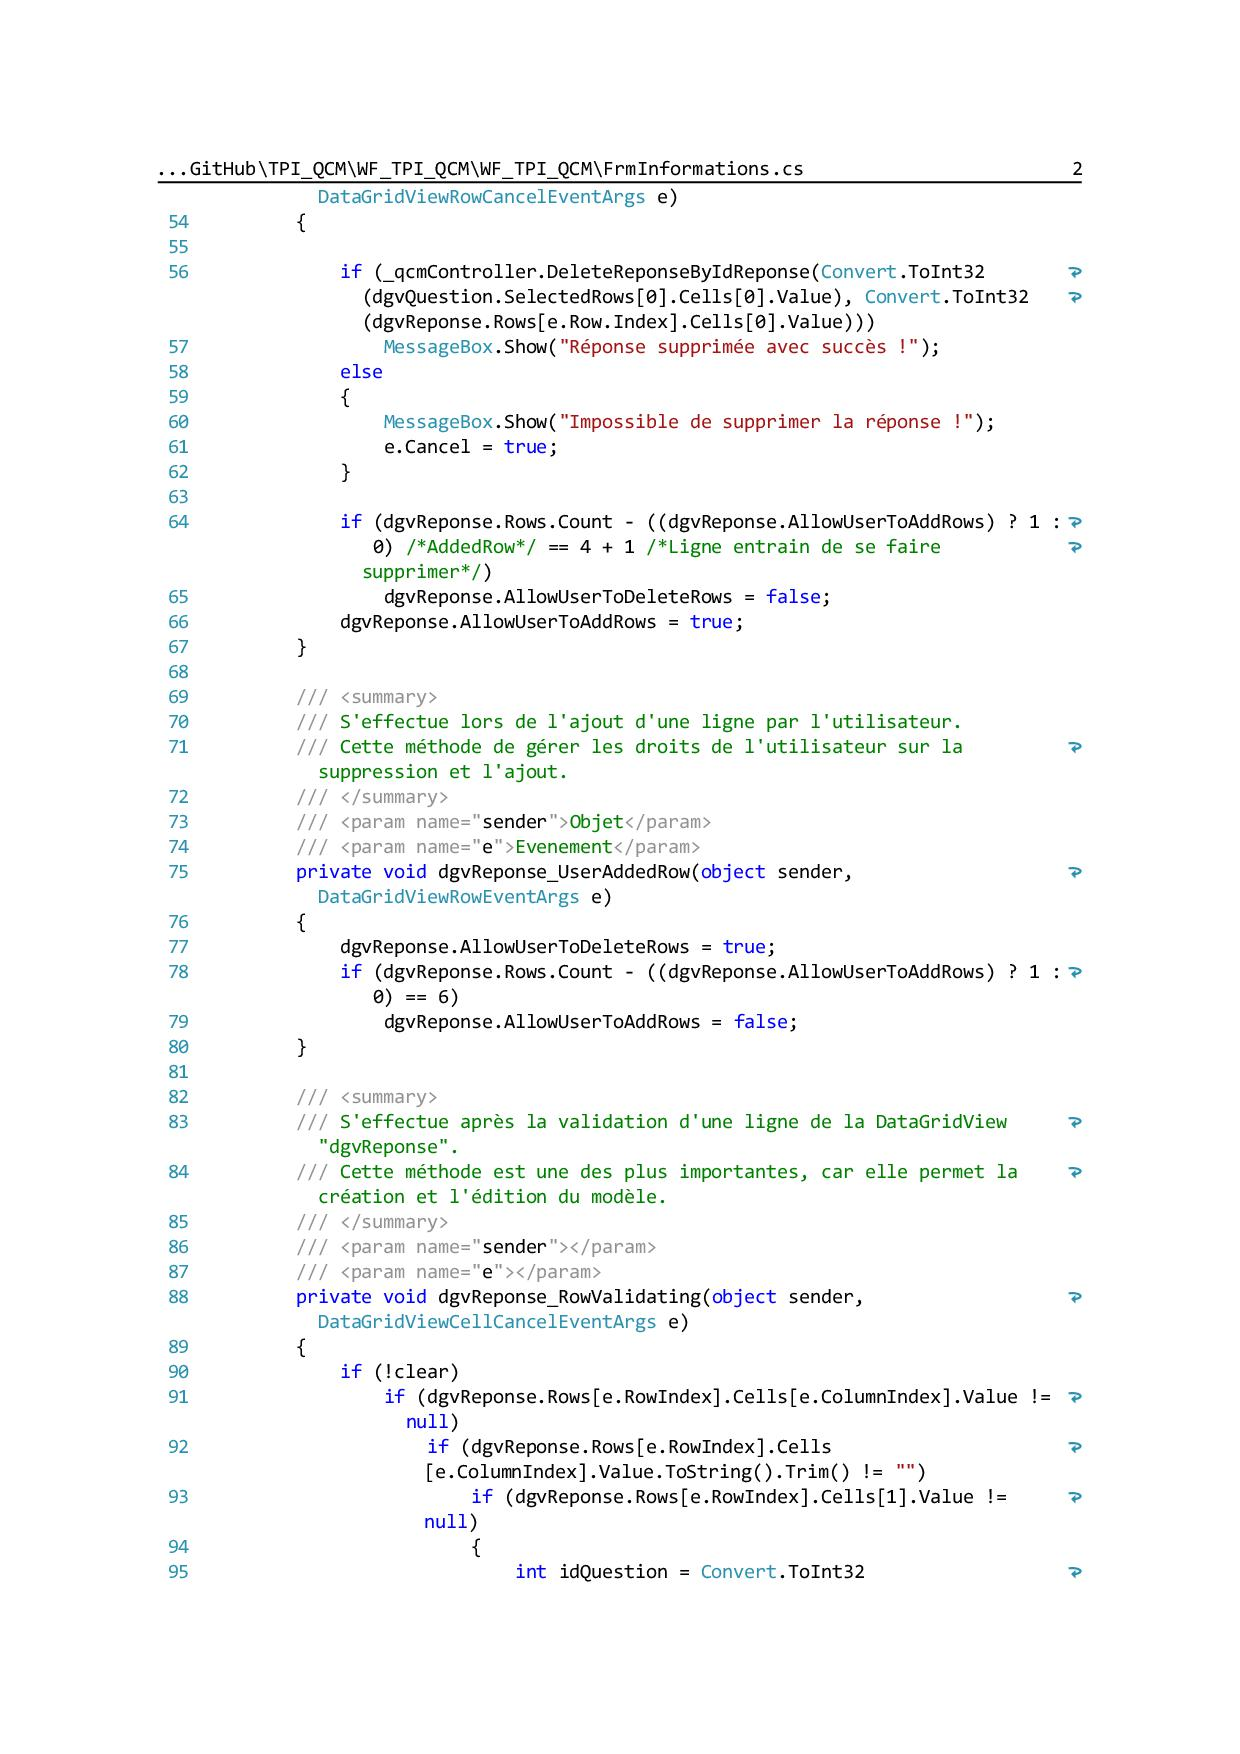 ...GitHub\TPI_QCM\WF_TPI_QCM\WF_TPI_QCM\FrmInformations.cs 2
DataGridViewRowCancelEventArgs e)
54 {
55
56 if (_qcmController.DeleteReponseByIdReponse(Convert.ToInt32
(dgvQuestion.SelectedRows[0].Cells[0].Value), Convert.ToInt32
(dgvReponse.Rows[e.Row.Index].Cells[0].Value)))
57 MessageBox.Show("Réponse supprimée avec succès !");
58 else
59 {
60 MessageBox.Show("Impossible de supprimer la réponse !");
61 e.Cancel = true;
62 }
63
64 if (dgvReponse.Rows.Count - ((dgvReponse.AllowUserToAddRows) ? 1 :
0) /*AddedRow*/ == 4 + 1 /*Ligne entrain de se faire
supprimer*/)
65 dgvReponse.AllowUserToDeleteRows = false;
66 dgvReponse.AllowUserToAddRows = true;
67 }
68
69 /// <summary>
70 /// S'effectue lors de l'ajout d'une ligne par l'utilisateur.
71 /// Cette méthode de gérer les droits de l'utilisateur sur la
suppression et l'ajout.
72 /// </summary>
73 /// <param name="sender">Objet</param>
74 /// <param name="e">Evenement</param>
75 private void dgvReponse_UserAddedRow(object sender,
DataGridViewRowEventArgs e)
76 {
77 dgvReponse.AllowUserToDeleteRows = true;
78 if (dgvReponse.Rows.Count - ((dgvReponse.AllowUserToAddRows) ? 1 :
0) == 6)
79 dgvReponse.AllowUserToAddRows = false;
80 }
81
82 /// <summary>
83 /// S'effectue après la validation d'une ligne de la DataGridView
"dgvReponse".
84 /// Cette méthode est une des plus importantes, car elle permet la
création et l'édition du modèle.
85 /// </summary>
86 /// <param name="sender"></param>
87 /// <param name="e"></param>
88 private void dgvReponse_RowValidating(object sender,
DataGridViewCellCancelEventArgs e)
89 {
90 if (!clear)
91 if (dgvReponse.Rows[e.RowIndex].Cells[e.ColumnIndex].Value !=
null)
92 if (dgvReponse.Rows[e.RowIndex].Cells
[e.ColumnIndex].Value.ToString().Trim() != "")
93 if (dgvReponse.Rows[e.RowIndex].Cells[1].Value !=
null)
94 {
95 int idQuestion = Convert.ToInt32